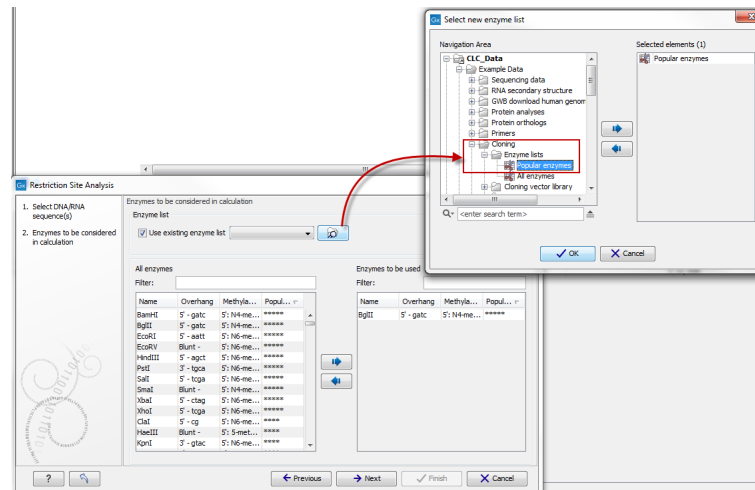 Select new enzyme list
Navigation Area
CLC_Data
Example Data
Sequencing data
RNA secondary structure
GWB download human genom
Protein analyses
Protein orthologs
Primers
Cloning
Enzyme lists
Popular enzymes
All enzymes
Cloning vector library
<enter search term>
Selected elements (1)
Popular enzymes
OK Cancel
Restriction Site Analysis
1. Select DNA/RNA
sequence(s)
2. Enzymes to be considered
in calculation
Enzymes to be considered in calculation
Enzyme list
Use existing enzyme list
All enzymes
Filter:
Name Overhang Methyla... Popul...
BamHI 5' - gatc 5': N4-me... *****
BglII 5' - gatc 5': N4-me... *****
EcoRI 5' - aatt 5': N6-me... *****
EcoRV Blunt - 5': N6-me... *****
HindIII 5' - agct 5': N6-me... *****
PstI 3' - tgca 5': N6-me... *****
SalI 5' - tcga 5': N6-me... *****
SmaI Blunt - 5': N4-me... *****
XbaI 5' - ctag 5': N6-me... *****
XhoI 5' - tcga 5': N6-me... *****
ClaI 5' - cg 5': N6-me... ****
HaeIII Blunt - 5': 5-met... ****
KpnI 3' - gtac 5': N6-me... ****
Enzymes to be used
Filter:
Name Overhang Methyla... Popul...
BglII 5' - gatc 5': N4-me... *****
? Previous Next Finish Cancel